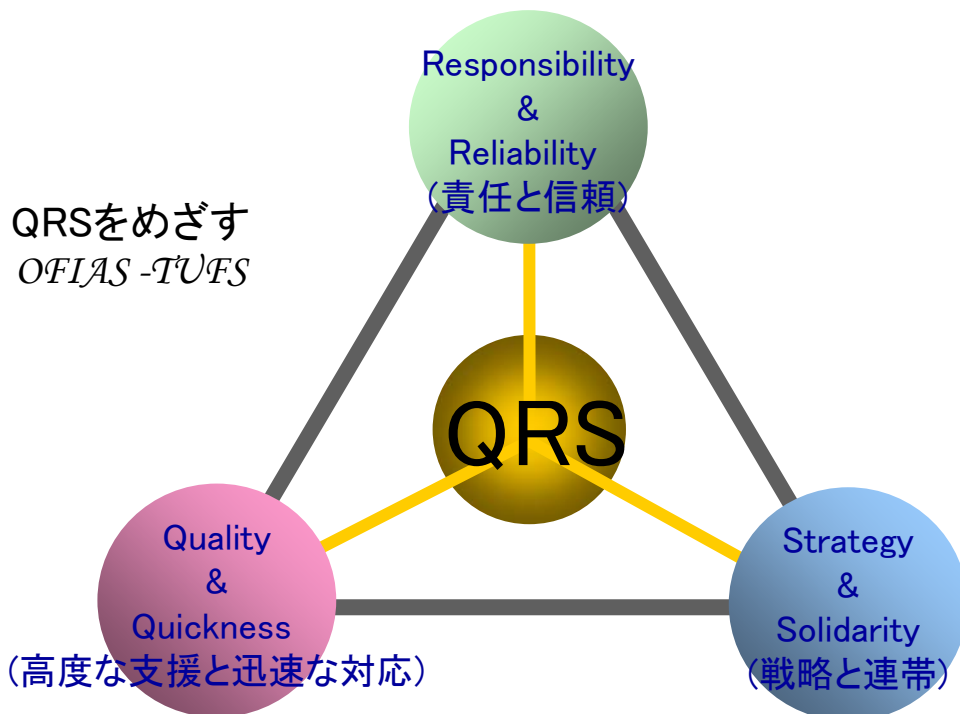 Responsibility
&
Reliability
(責任と信頼)
QRSをめざす
OFIAS -TUFS
QRS
Quality
&
Quickness
(高度な支援と迅速な対応)
Strategy
&
Solidarity
(戦略と連帯)